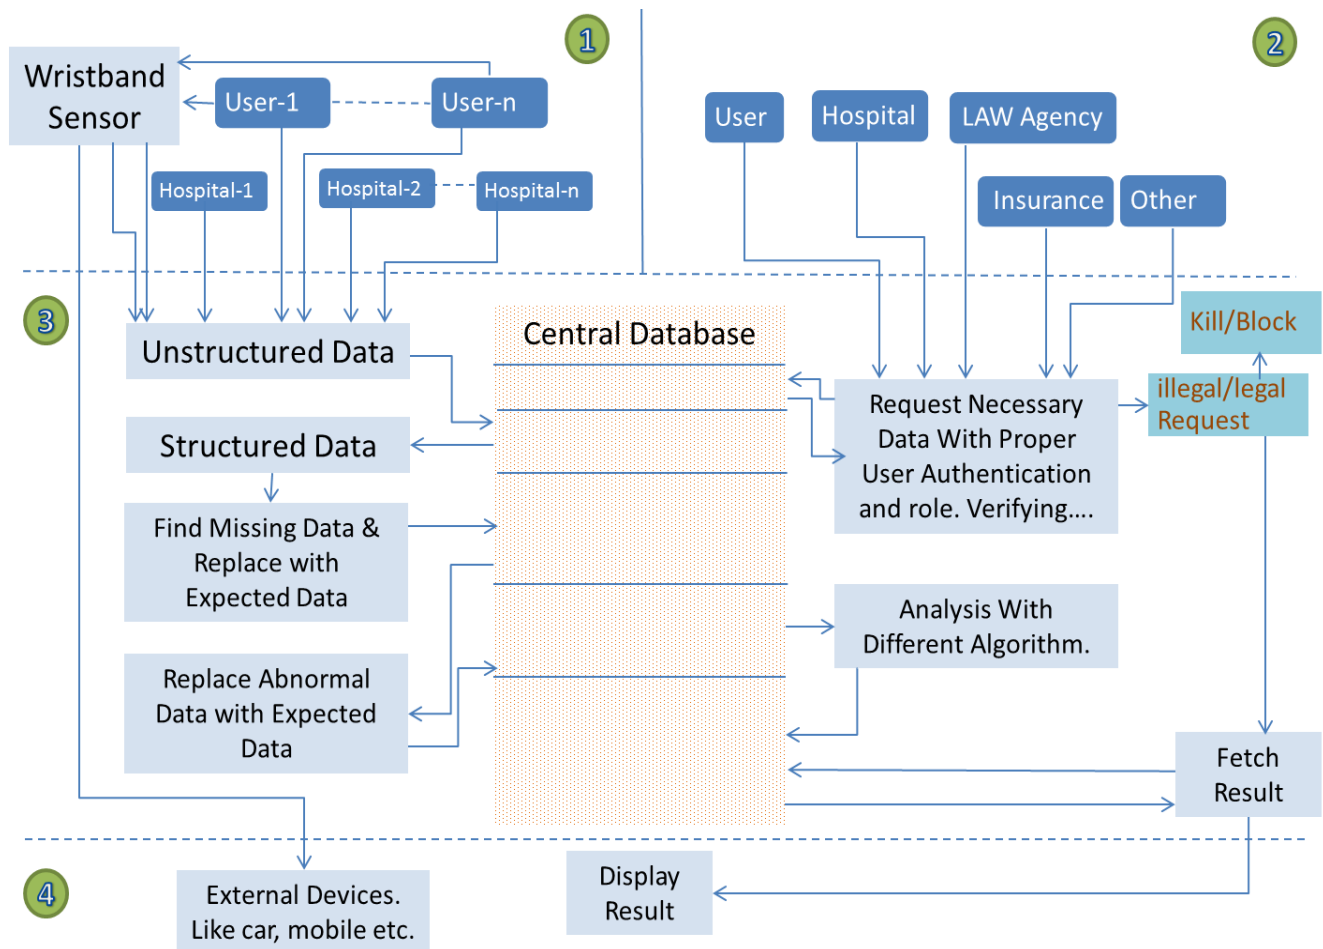 1
2
Wristband
Sensor
User-1
User-n
User
Hospital
LAW Agency
Hospital-1
Hospital-2
Hospital-n
Insurance
Other
3
Unstructured Data
Central Database
Kill/Block
illegal/legal
Request
Structured Data
Request Necessary
Data With Proper
User Authentication
and role. Verifying....
Find Missing Data &
Replace with
Expected Data
Analysis With
Different Algorithm.
Replace Abnormal
Data with Expected
Data
Fetch
Result
4
External Devices.
Like car, mobile etc.
Display
Result